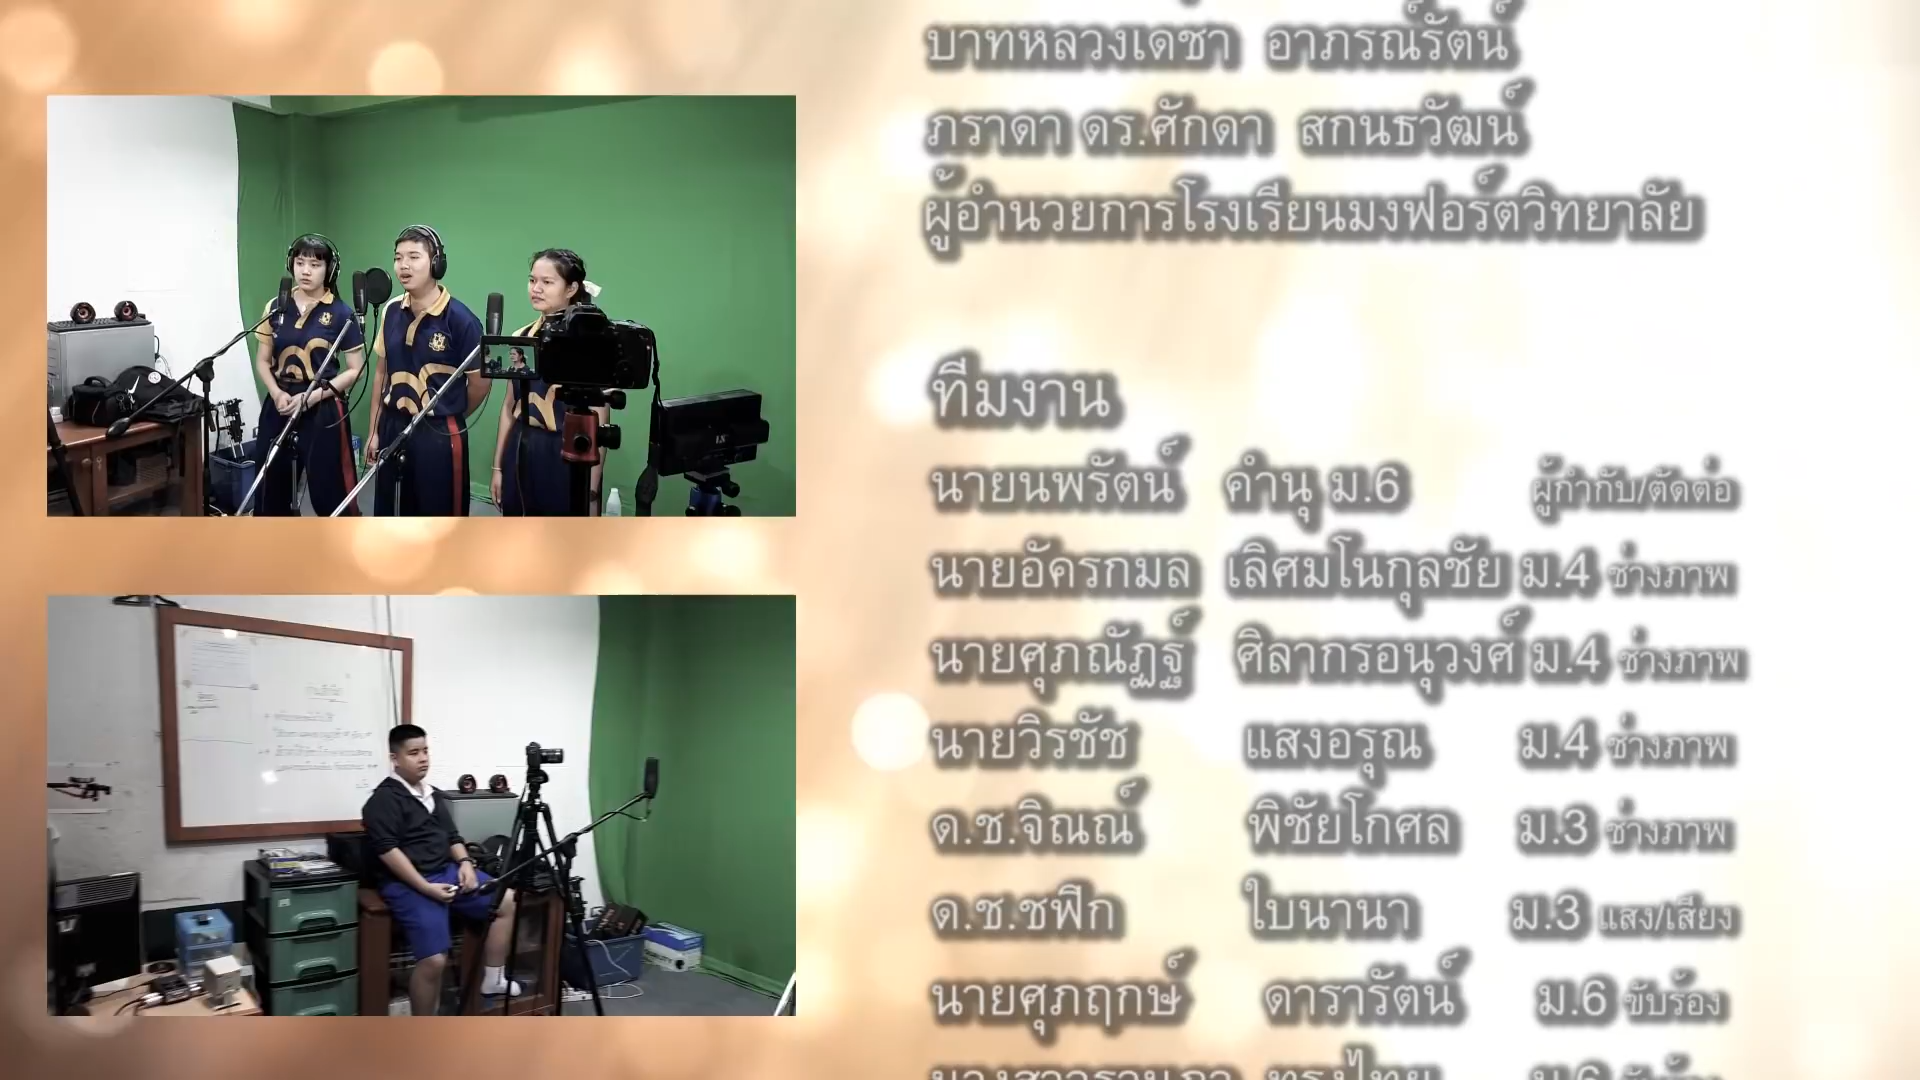 บาทหลวงเดชา อาภรณ์รัตน์
ภราดา ดร.ศักดา สกนธวัฒน์
ผู้อำนวยการโรงเรียนมงฟอร์ตวิทยาลัย
ทีมงาน
นายนพรัตน์ คำนุ ม.6 ผู้กำกับ/ตัดต่อ
นายอัครกมล เลิศมโนกุลชัย ม.4 ช่างภาพ
นายศุภณัฏฐ์ ศิลากรอนุวงศ์ ม.4 ช่างภาพ
นายวิรชัช แสงอรุณ ม.4 ช่างภาพ
ด.ช.จิณณ์ พิชัยโกศล ม.3 ช่างภาพ
ด.ช.ชฟีก ใบนานา ม.3 แสง/เสียง
นายศุภฤกษ์ ดารารัตน์ ม.6 ขับร้อง